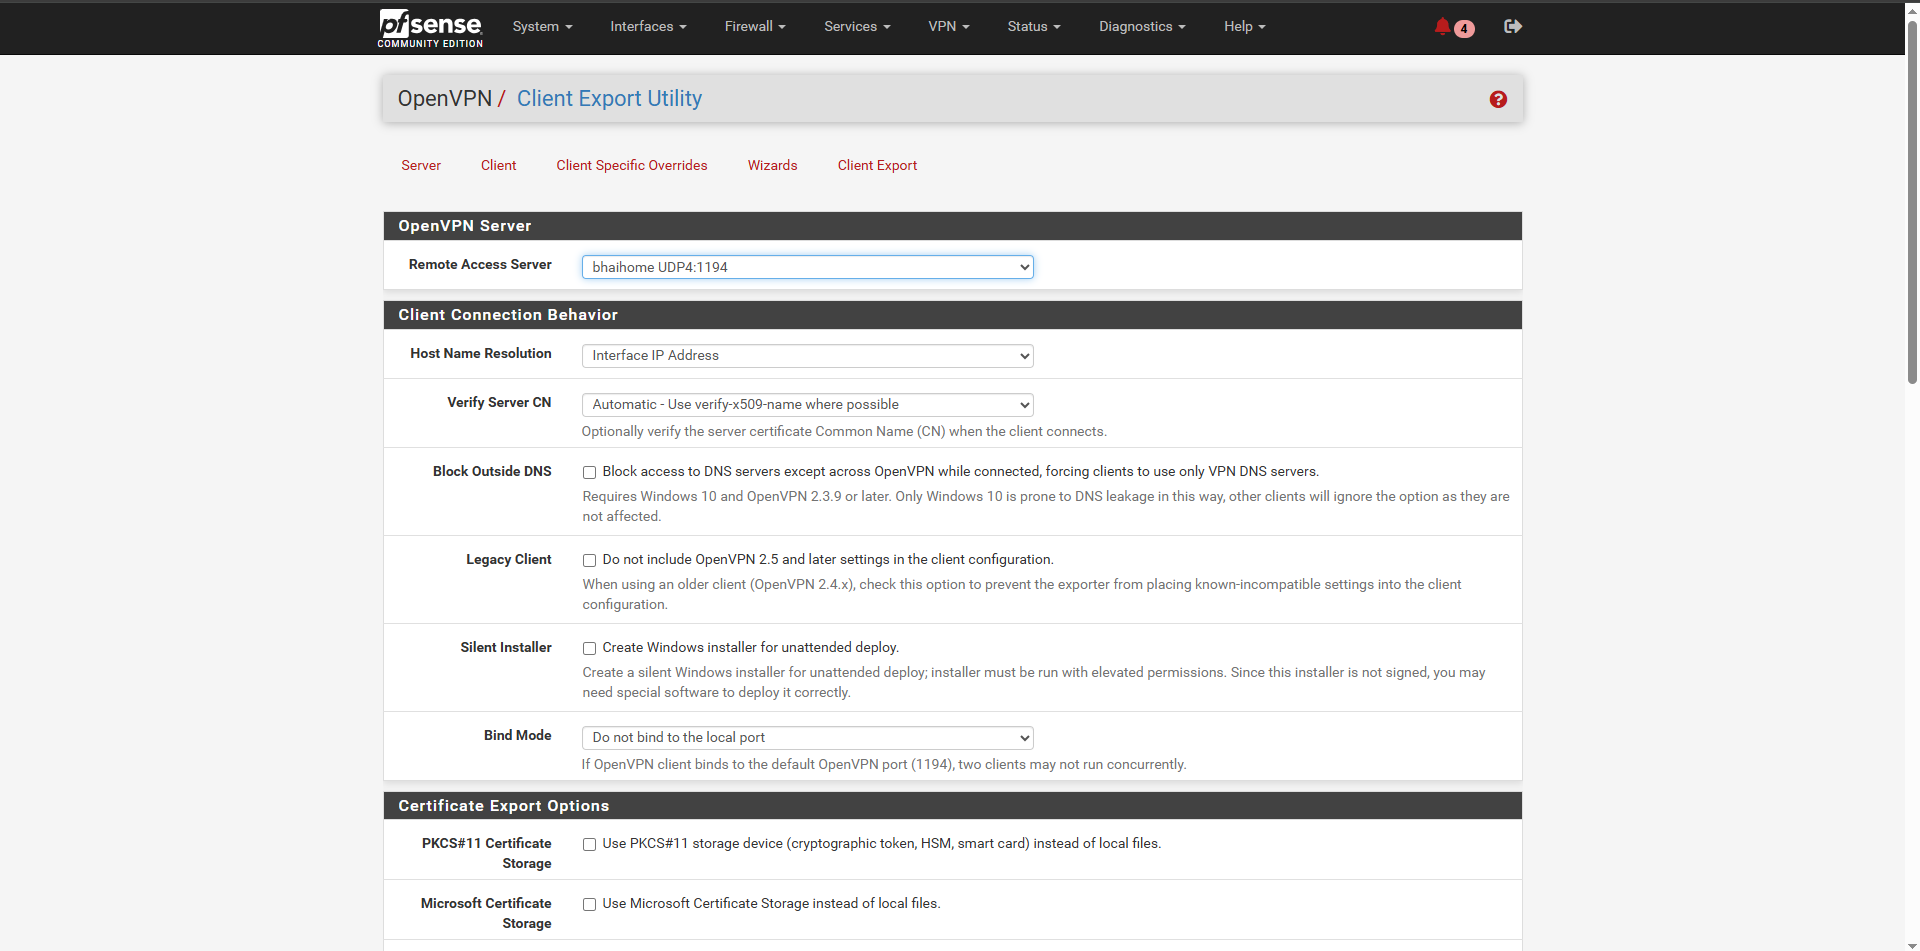 pfsense
COMMUNITY EDITION
System
Interfaces
Firewall
Services
VPN
Status
Diagnostics
Help
4
OpenVPN / Client Export Utility
Server
Client
Client Specific Overrides
Wizards
Client Export
OpenVPN Server
Remote Access Server
bhaihome UDP4:1194
Client Connection Behavior
Host Name Resolution
Interface IP Address
Verify Server CN
Automatic - Use verify-x509-name where possible
Optionally verify the server certificate Common Name (CN) when the client connects.
Block Outside DNS
Block access to DNS servers except across OpenVPN while connected, forcing clients to use only VPN DNS servers.
Requires Windows 10 and OpenVPN 2.3.9 or later. Only Windows 10 is prone to DNS leakage in this way, other clients will ignore the option as they are
not affected.
Legacy Client
Do not include OpenVPN 2.5 and later settings in the client configuration.
When using an older client (OpenVPN 2.4.x), check this option to prevent the exporter from placing known-incompatible settings into the client
configuration.
Silent Installer
Create Windows installer for unattended deploy.
Create a silent Windows installer for unattended deploy; installer must be run with elevated permissions. Since this installer is not signed, you may
need special software to deploy it correctly.
Bind Mode
Do not bind to the local port
If OpenVPN client binds to the default OpenVPN port (1194), two clients may not run concurrently.
Certificate Export Options
PKCS#11 Certificate
Storage
Use PKCS#11 storage device (cryptographic token, HSM, smart card) instead of local files.
Microsoft Certificate
Storage
Use Microsoft Certificate Storage instead of local files.